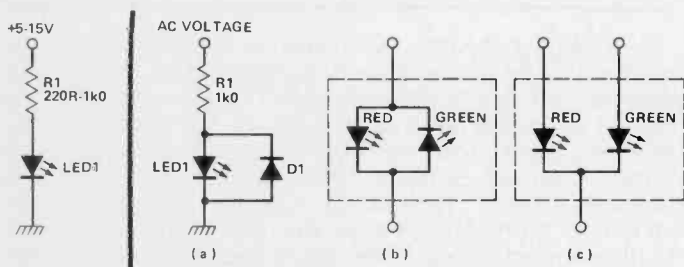 +5-15V
R1
220R-1k0
LED1
AC VOLTAGE
R1
1k0
LED1
D1
(a)
RED
GREEN
(b)
RED
GREEN
(c)